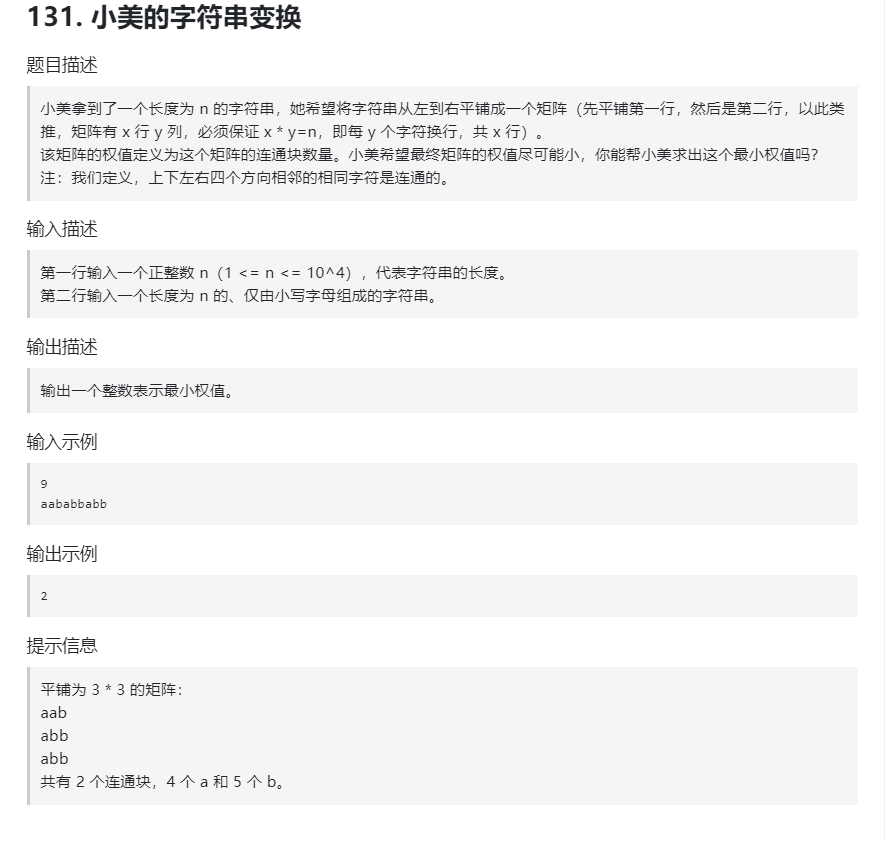 131. 小美的字符串变换
题目描述
小美拿到了一个长度为 n 的字符串，她希望将字符串从左到右平铺成一个矩阵（先平铺第一行，然后是第二行，以此类
推，矩阵有 x 行 y 列，必须保证 x * y=n，即每 y 个字符换行，共 x 行）。
该矩阵的权值定义为这个矩阵的连通块数量。小美希望最终矩阵的权值尽可能小，你能帮小美求出这个最小权值吗？
注：我们定义，上下左右四个方向相邻的相同字符是连通的。
输入描述
第一行输入一个正整数 n（1 <= n <= 10^4），代表字符串的长度。
第二行输入一个长度为 n 的、仅由小写字母组成的字符串。
输出描述
输出一个整数表示最小权值。
输入示例
9
aababbabb
输出示例
2
提示信息
平铺为 3 * 3 的矩阵：
aab
abb
abb
共有 2 个连通块，4 个 a 和 5 个 b。